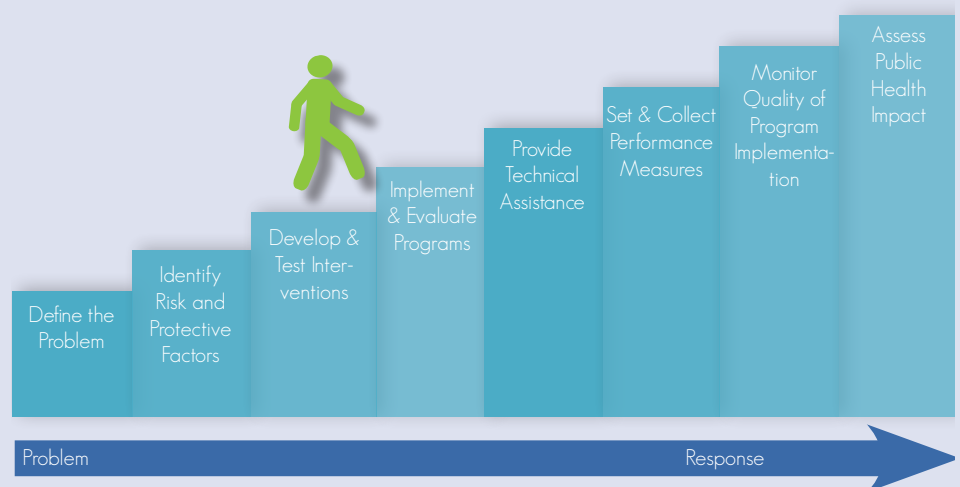 Define the
Problem
Identify
Risk and
Protective
Factors
Develop &
Test Inter-
ventions
Implement
& Evaluate
Programs
Provide
Technical
Assistance
Set & Collect
Performance
Measures
Monitor
Quality of
Program
Implementa-
tion
Assess
Public
Health
Impact
Problem
Response